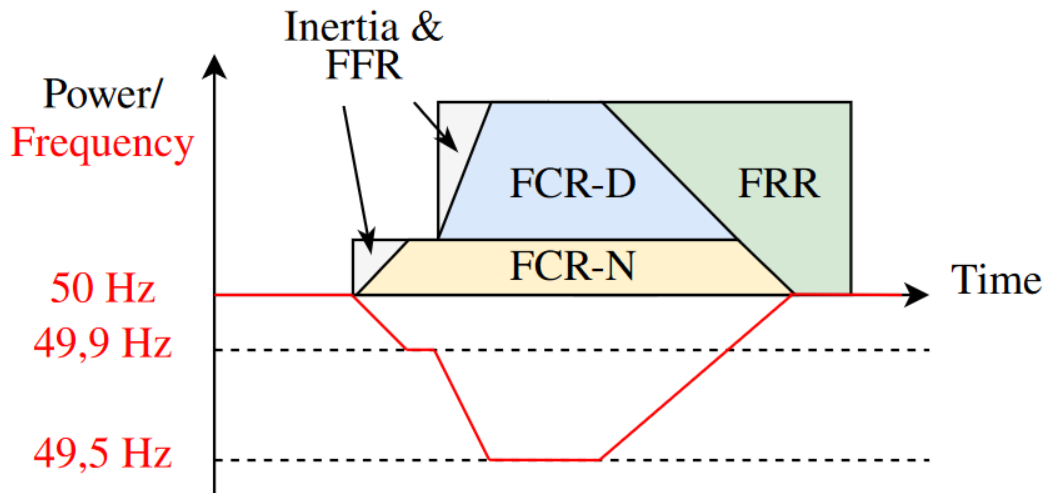 Inertia &
FFR
Power/
Frequency
FCR-D
FRR
FCR-N
50 Hz
Time
49,9 Hz
49,5 Hz